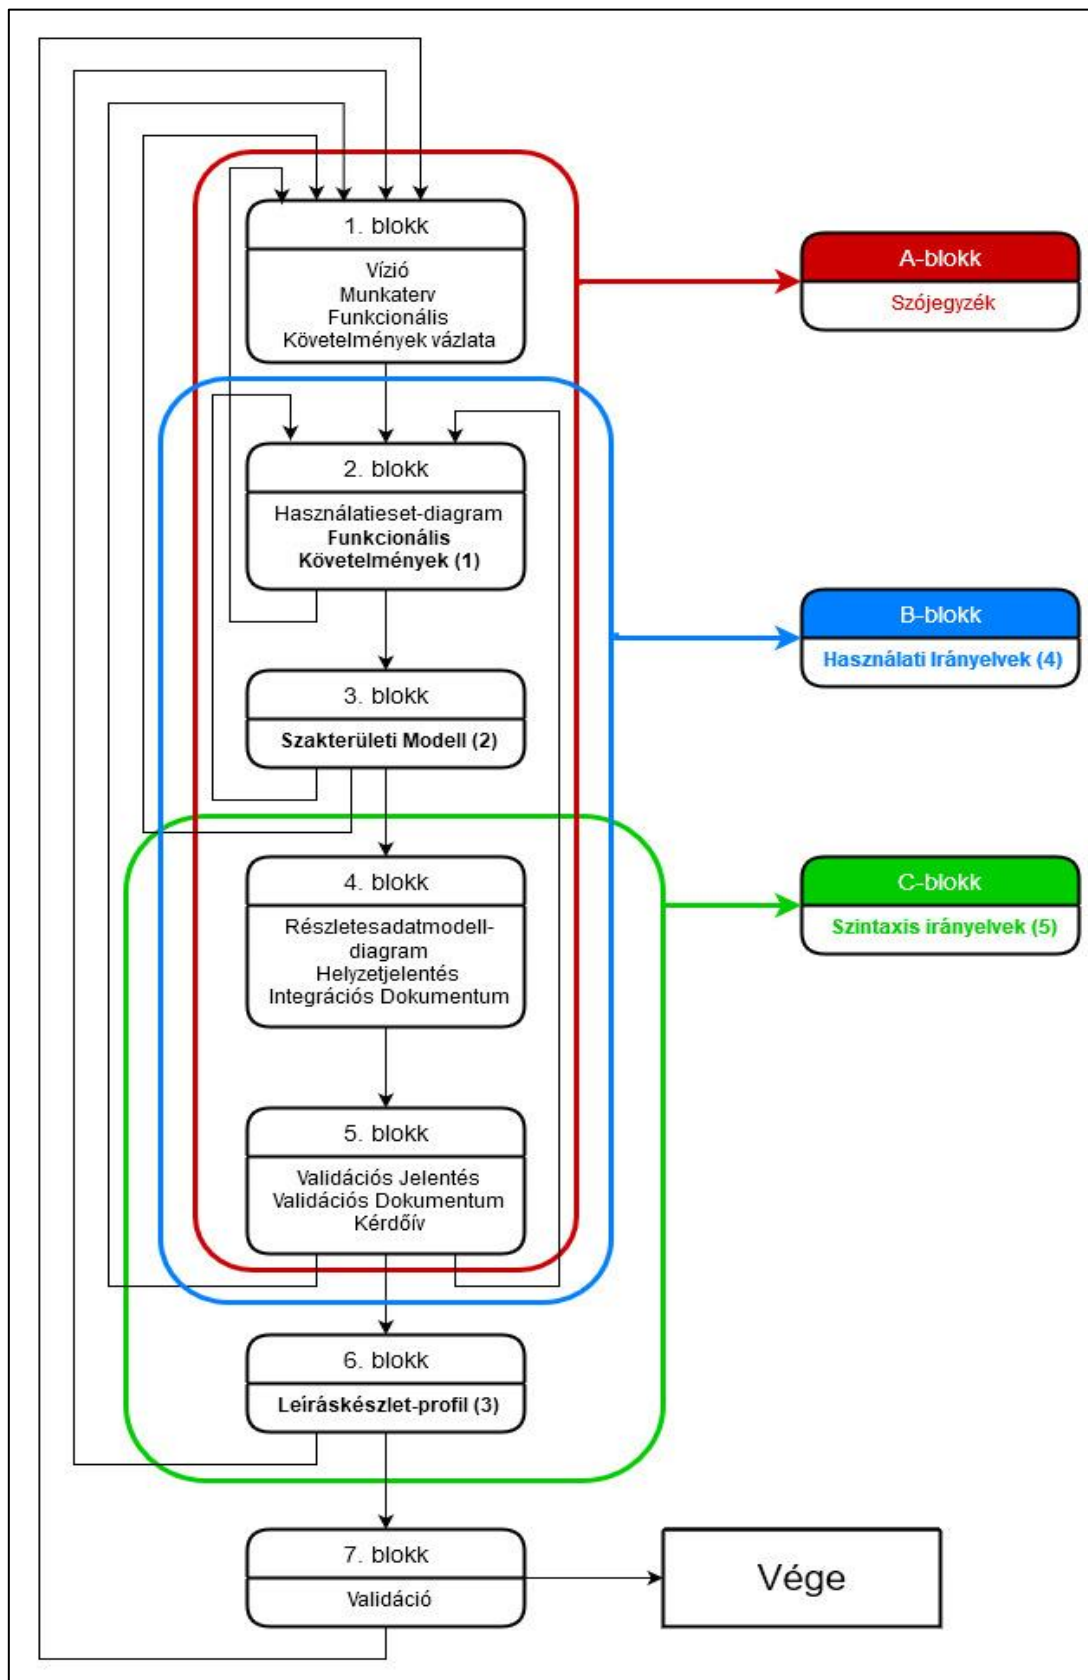 1. blokk
Vízió
Munkaterv
Funkcionális
Követelmények vázlata
A-blokk
Szójegyzék
2. blokk
Használatieset-diagram
Funkcionális
Követelmények (1)
B-blokk
Használati Irányelvek (4)
3. blokk
Szakterületi Modell (2)
4. blokk
Részletesadatmodell-
diagram
Helyzetjelentés
Integrációs Dokumentum
C-blokk
Szintaxis irányelvek (5)
5. blokk
Validációs Jelentés
Validációs Dokumentum
Kérdőív
6. blokk
Leíráskészlet-profil (3)
7. blokk
Validáció
Vége